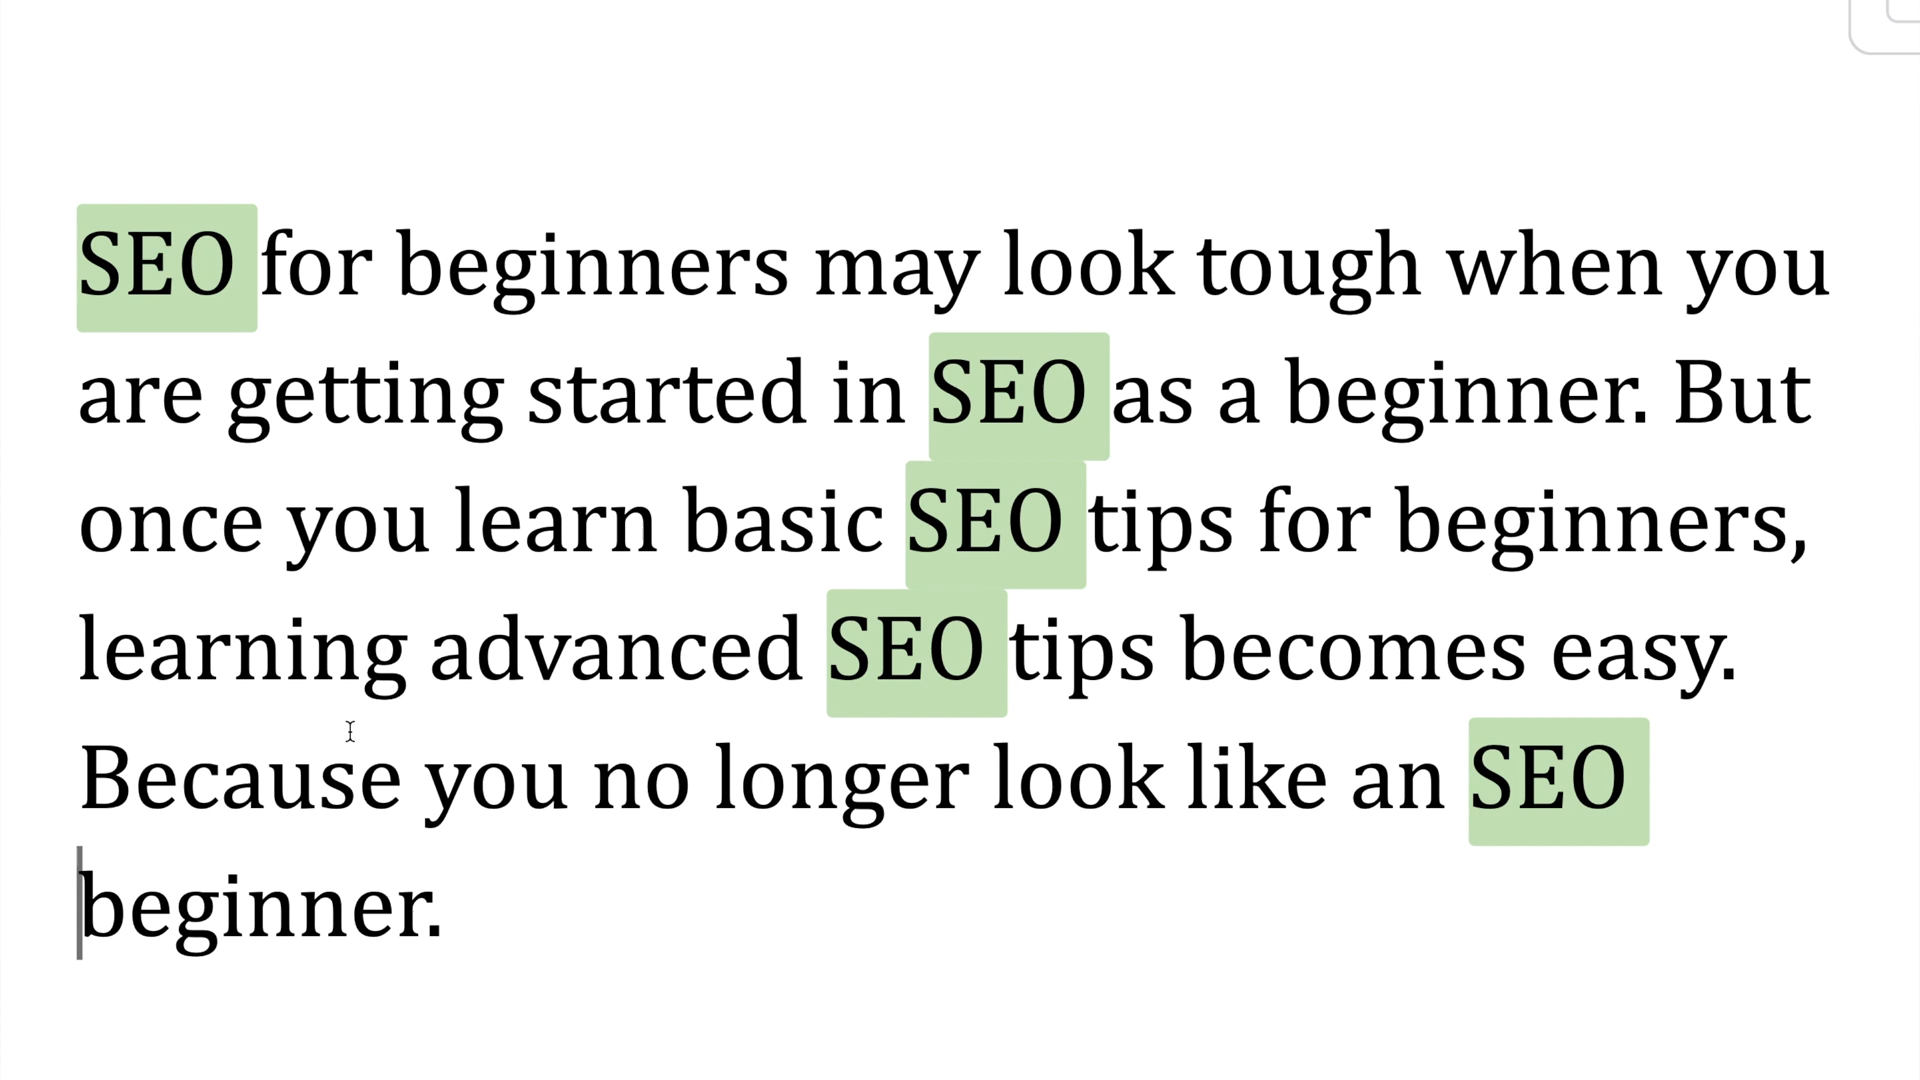 SEO for beginners may look tough when you
are getting started in SEO as a beginner. But
once you learn basic SEO tips for beginners,
learning advanced SEO tips becomes easy.
Because you no longer look like an SEO
beginner.